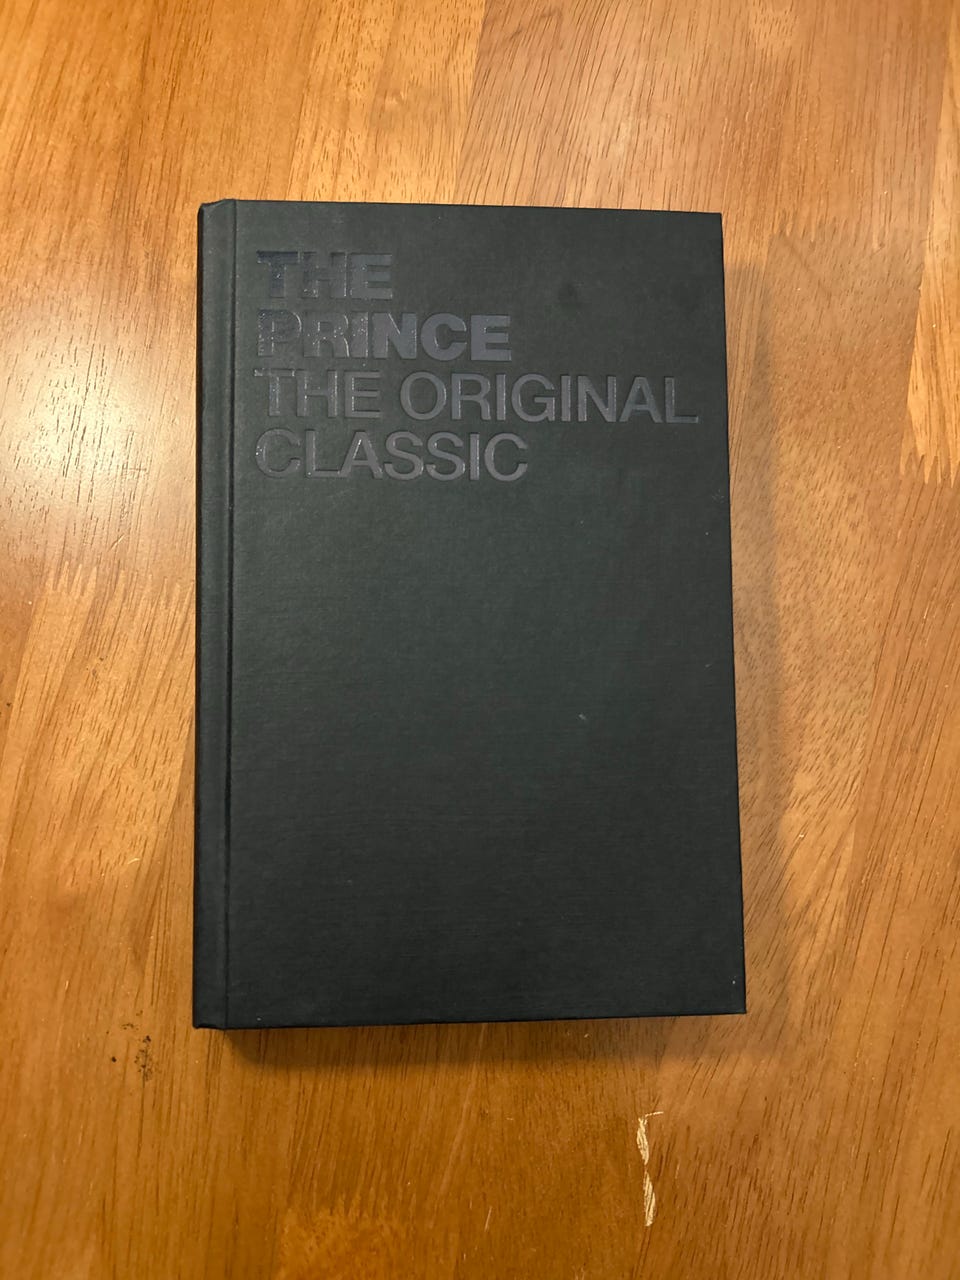 THE
PRINCE
THE ORIGINAL
CLASSIC